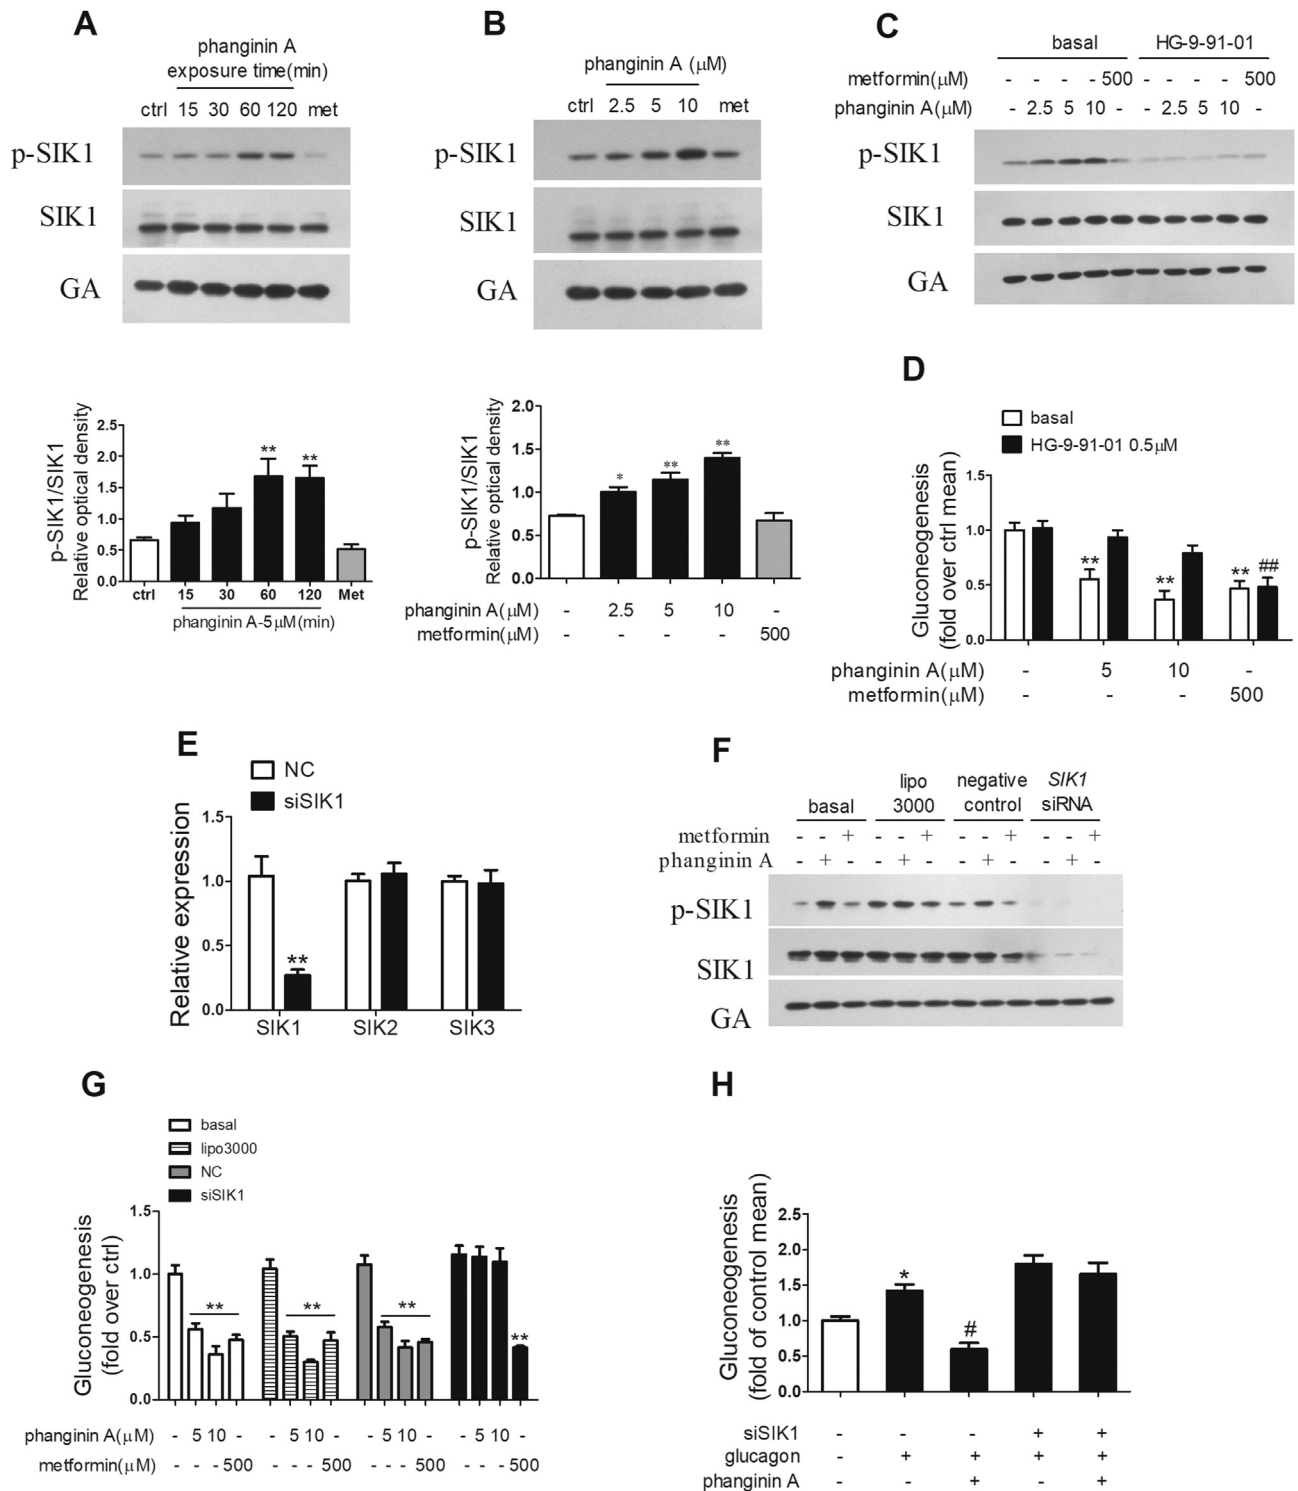 A
phanginin A
exposure time(min)
ctrl 15 30 60 120 met
p-SIK1
SIK1
GA
2.5
2.0
1.5
1.0
0.5
0.0
p-SIK1/SIK1
Relative optical density
** **
ctrl 15 30 60 120 Met
phanginin A-5μM(min)
B
phanginin A (μM)
ctrl 2.5 5 10 met
p-SIK1
SIK1
GA
2.0
1.5
1.0
0.5
0.0
p-SIK1/SIK1
Relative optical density
* ** **
phanginin A(μM) - 2.5 5 10 -
metformin(μM) - - - - 500
C
basal HG-9-91-01
metformin(μM) - - - - 500 - - - - 500
phanginin A(μM) - 2.5 5 10 - - 2.5 5 10 -
p-SIK1
SIK1
GA
D
basal
HG-9-91-01 0.5μM
1.5
1.0
0.5
0.0
Gluconeogenesis
(fold over ctrl mean)
** ** ** ##
phanginin A(μM) - 5 10 -
metformin(μM) - - - 500
E
NC
siSIK1
1.5
1.0
0.5
0.0
Relative expression
**
SIK1 SIK2 SIK3
F
basal lipo 3000 negative control SIK1 siRNA
metformin - - + - - + - - + - - +
phanginin A - + - - + - - + - - + -
p-SIK1
SIK1
GA
G
basal
lipo3000
NC
siSIK1
1.5
1.0
0.5
0.0
Gluconeogenesis
(fold over ctrl)
** ** ** **
phanginin A(μM) - 5 10 - - 5 10 - - 5 10 - - 5 10 -
metformin(μM) - - - 500 - - - 500 - - - 500 - - - 500
H
2.5
2.0
1.5
1.0
0.5
0.0
Gluconeogenesis
(fold of control mean)
* #
siSIK1 - - - + +
glucagon - + + + +
phanginin A - - + - +